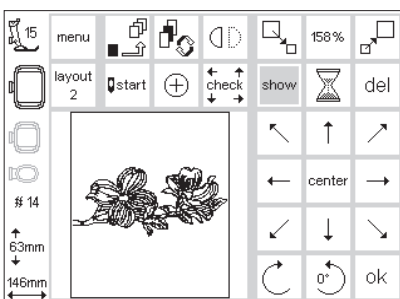 15
menu
158%
layout
2
start
check
show
del
center
# 14
63mm
146mm
0°
ok